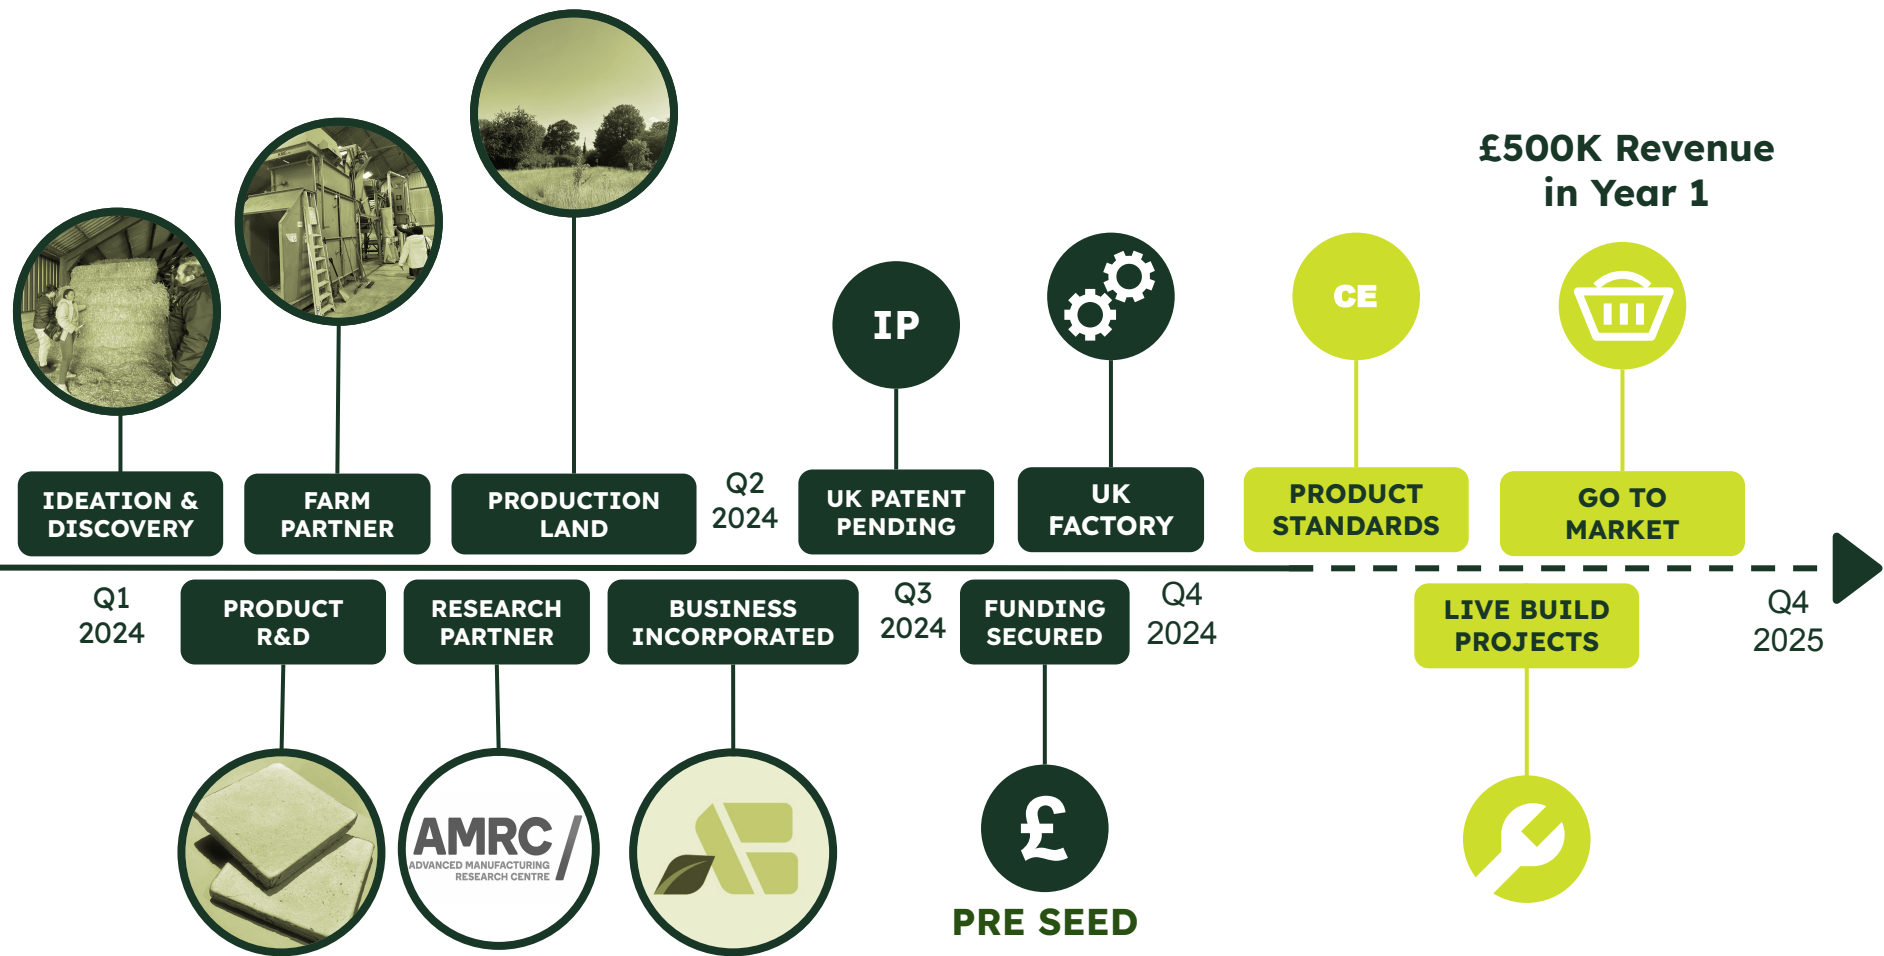 £500K Revenue
in Year 1
IP
CE
IDEATION &
DISCOVERY
FARM
PARTNER
PRODUCTION
LAND
Q2
2024
UK PATENT
PENDING
UK
FACTORY
PRODUCT
STANDARDS
GO TO
MARKET
Q1
2024
PRODUCT
R&D
RESEARCH
PARTNER
BUSINESS
INCORPORATED
Q3
2024
FUNDING
SECURED
Q4
2024
LIVE BUILD
PROJECTS
Q4
2025
AMRC
ADVANCED MANUFACTURING
RESEARCH CENTRE
£
PRE SEED